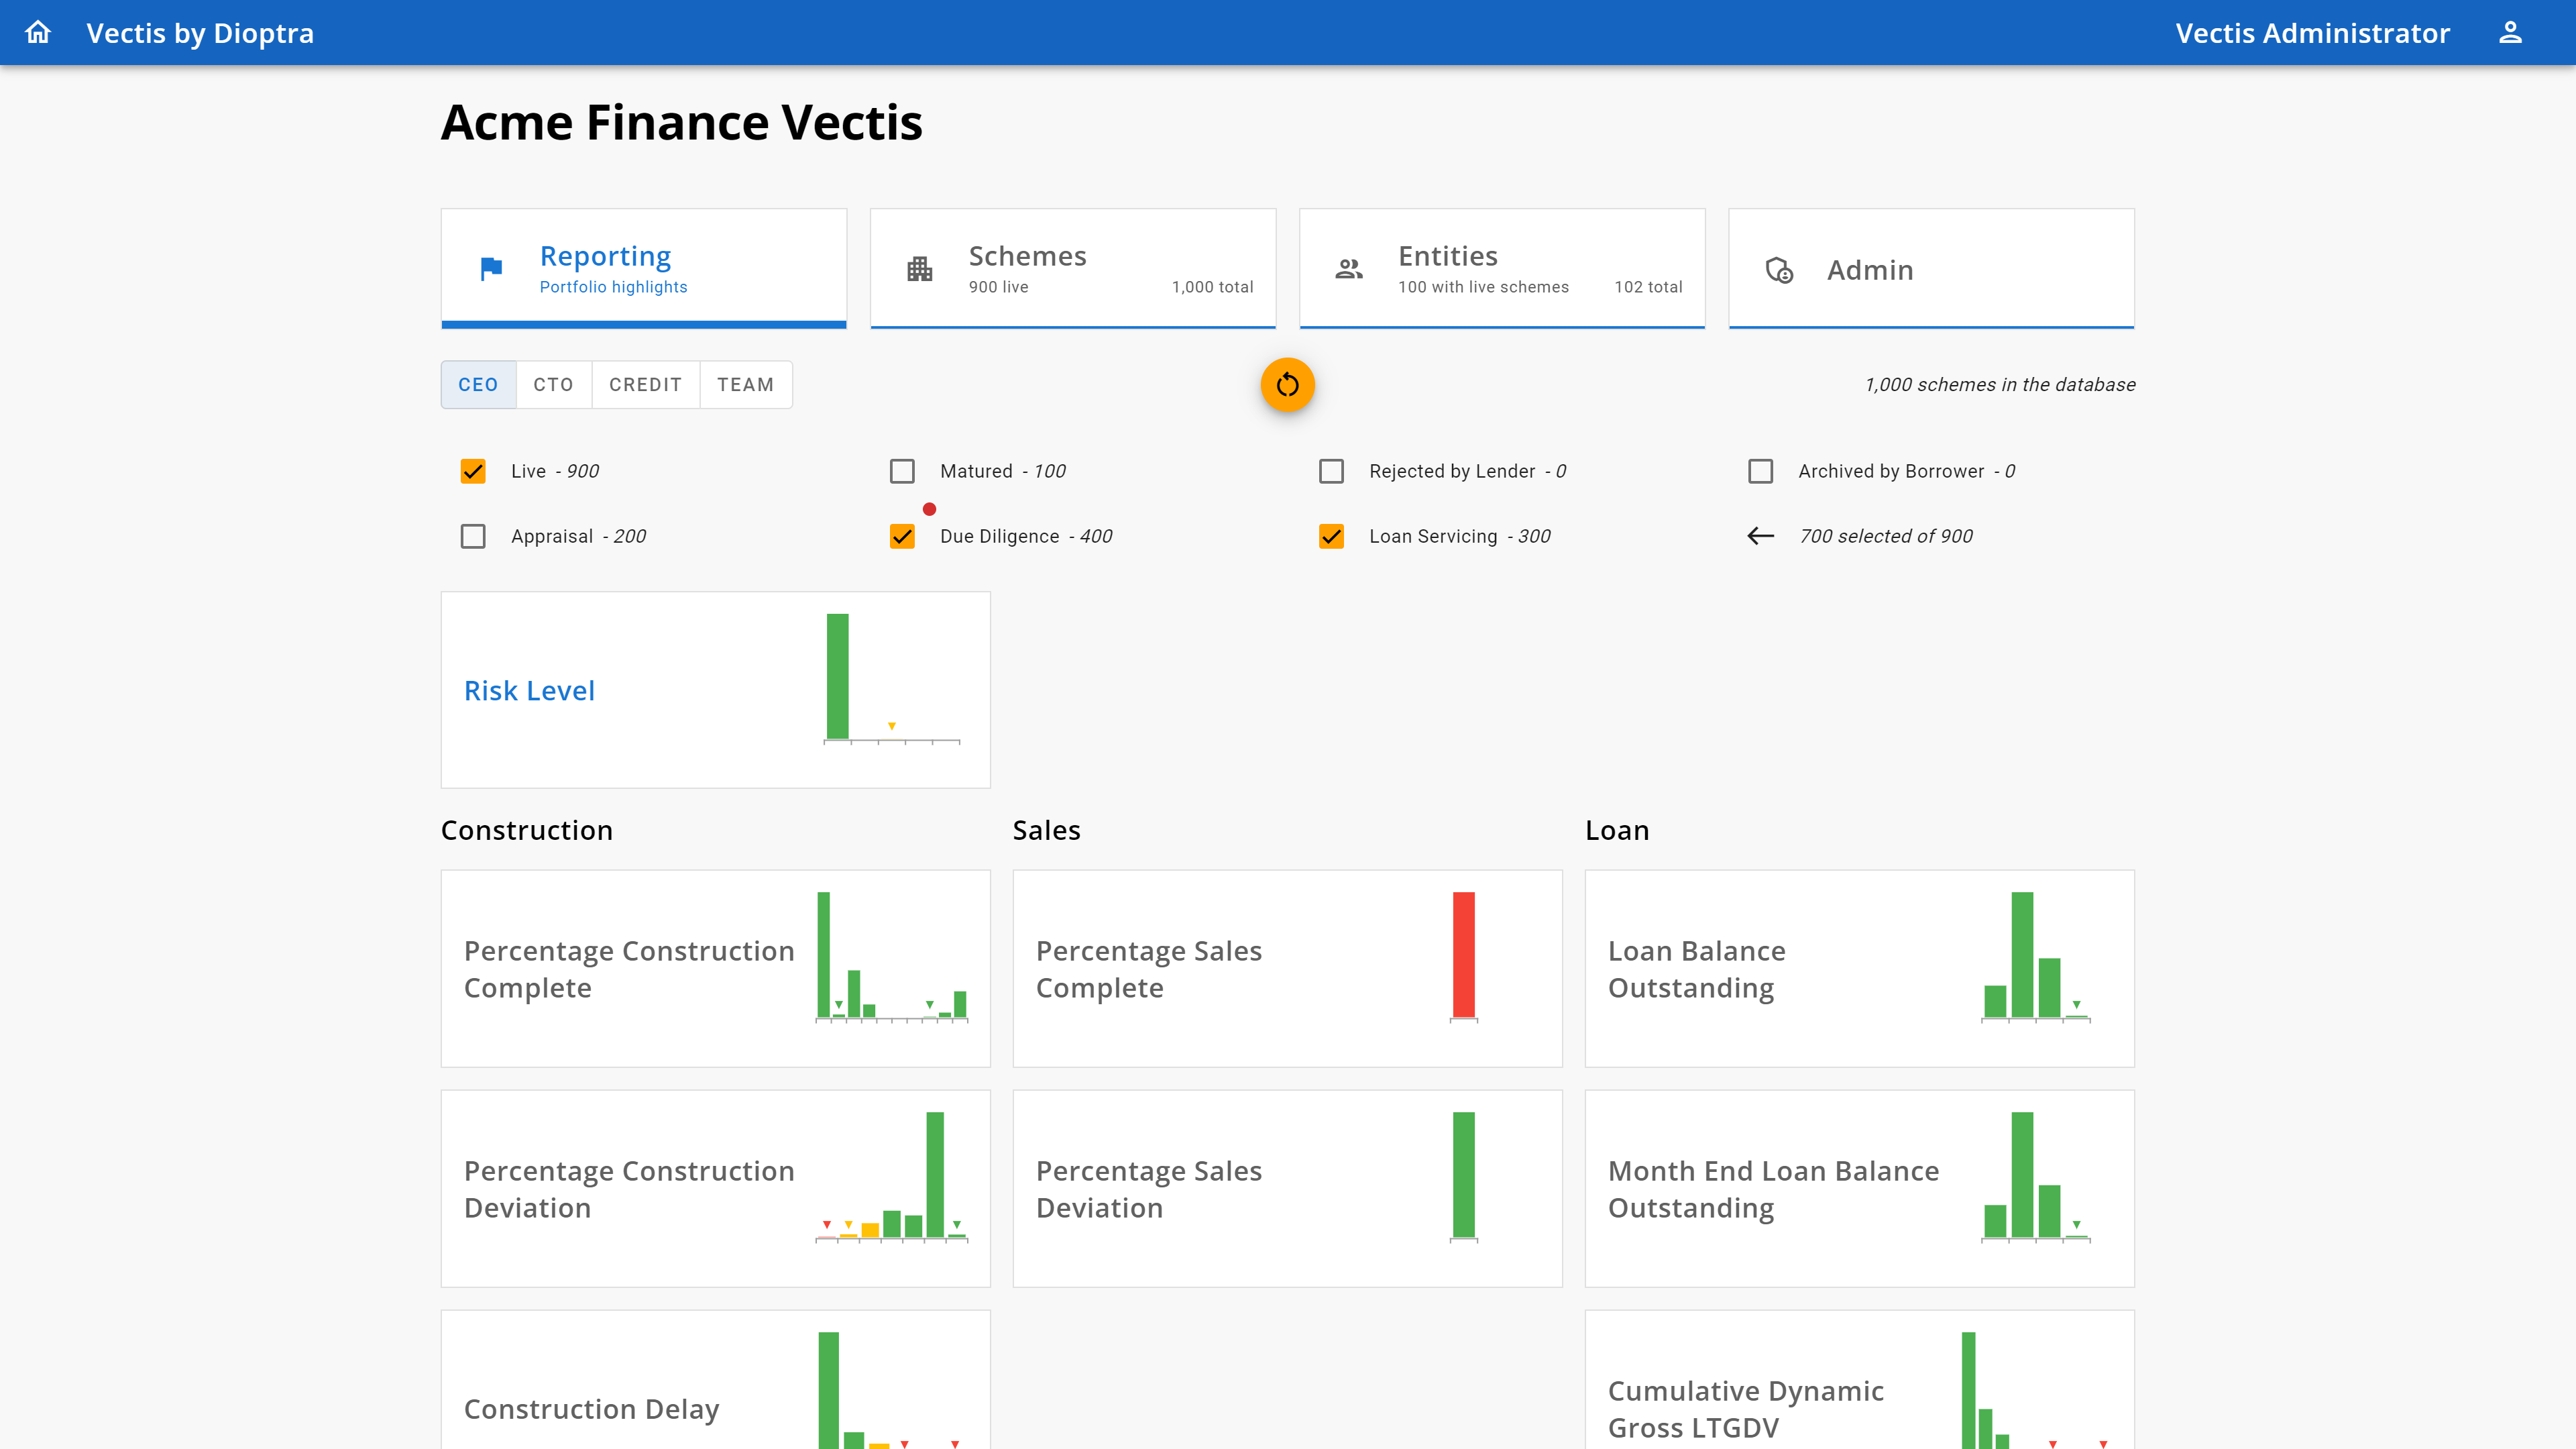 Vectis by Dioptra
Vectis Administrator
Acme Finance Vectis
Reporting
Portfolio highlights
Schemes
900 live
1,000 total
Entities
100 with live schemes
102 total
Admin
CEO
CTO
CREDIT
TEAM
1,000 schemes in the database
Live - 900
Matured - 100
Rejected by Lender - 0
Archived by Borrower - 0
Appraisal - 200
Due Diligence - 400
Loan Servicing - 300
700 selected of 900
Risk Level
Construction
Sales
Loan
Percentage Construction
Complete
Percentage Sales
Complete
Loan Balance
Outstanding
Percentage Construction
Deviation
Percentage Sales
Deviation
Month End Loan Balance
Outstanding
Construction Delay
Cumulative Dynamic
Gross LTGDV